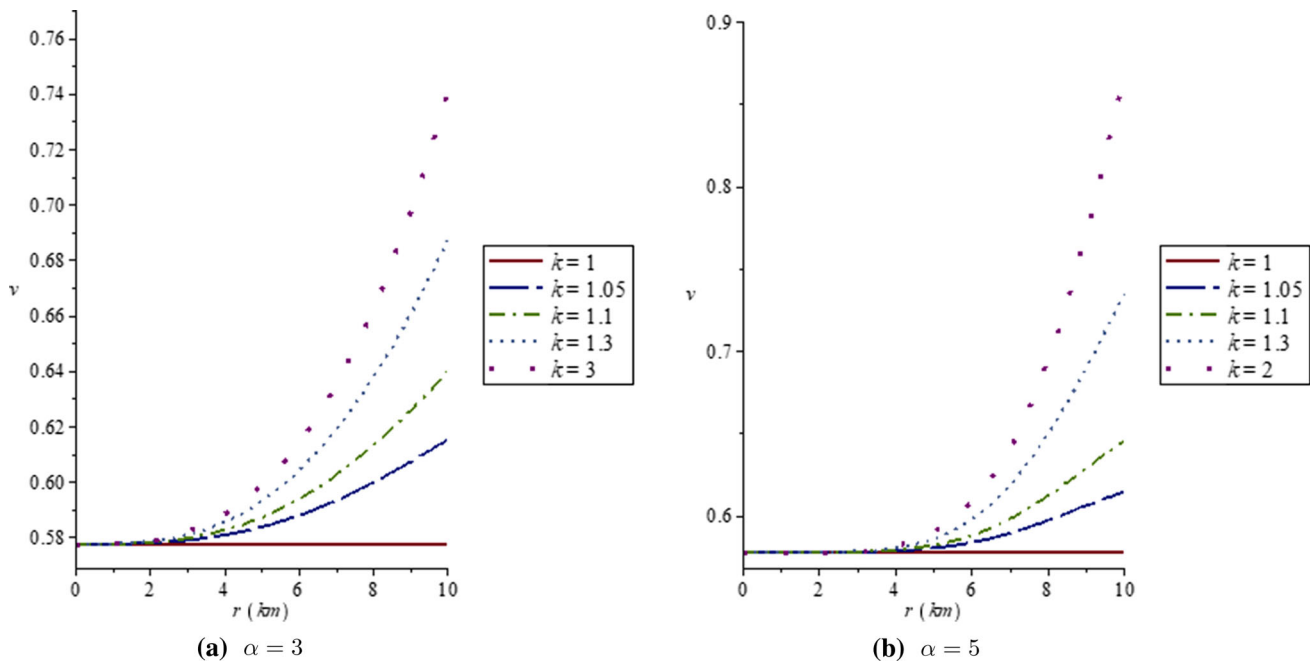 0.76
0.74
0.72
0.70
0.68
v
0.66
0.64
0.62
0.60
0.58
0 2 4 6 8 10
r (km)
k = 1
k = 1.05
k = 1.1
k = 1.3
k = 3
(a) α = 3
0.9
0.8
v
0.7
0.6
0 2 4 6 8 10
r (km)
k = 1
k = 1.05
k = 1.1
k = 1.3
k = 2
(b) α = 5